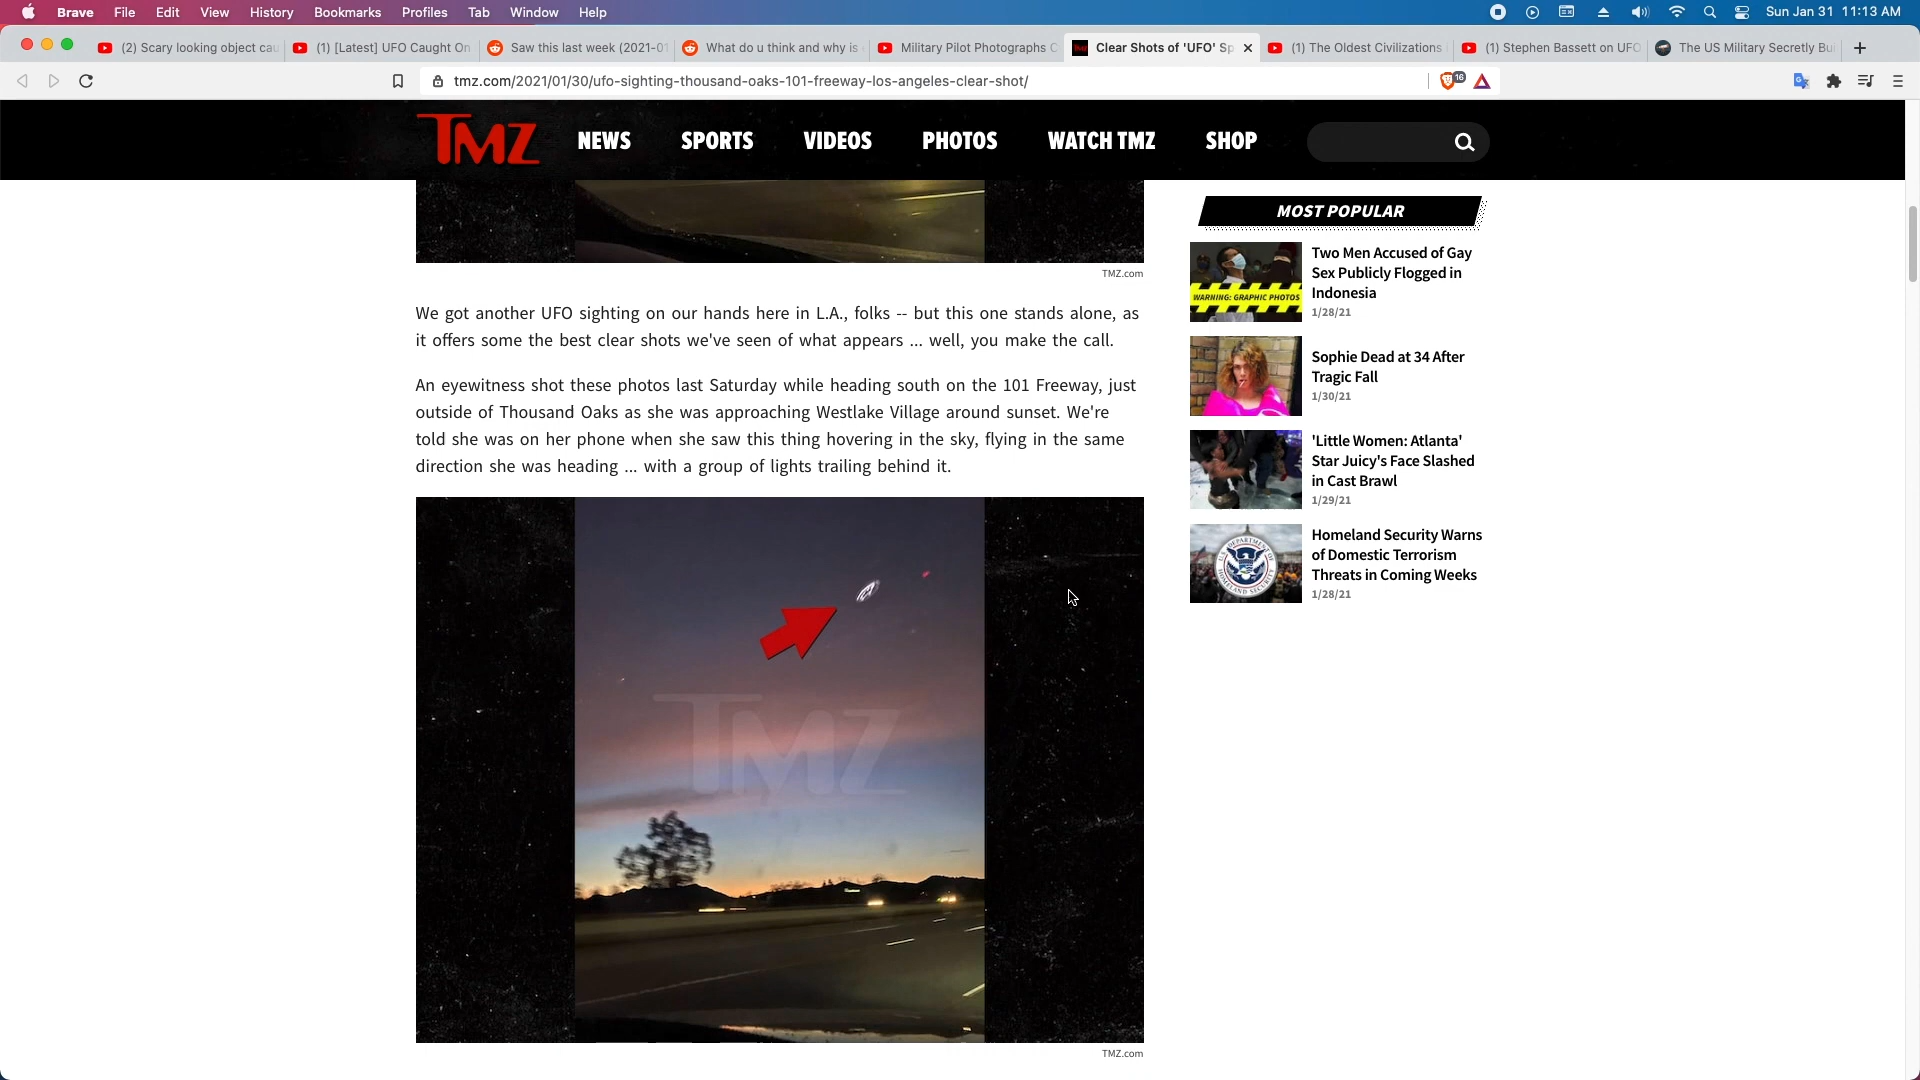 Brave File Edit View History Bookmarks Profiles Tab Window Help Sun Jan 31 11:13 AM
(2) Scary looking object cau (1) [Latest] UFO Caught On Saw this last week (2021-01 What do u think and why is Military Pilot Photographs C Clear Shots of 'UFO' Sp (1) The Oldest Civilizations (1) Stephen Bassett on UFO The US Military Secretly Bu
tmz.com/2021/01/30/ufo-sighting-thousand-oaks-101-freeway-los-angeles-clear-shot/ 16
TMZ NEWS SPORTS VIDEOS PHOTOS WATCH TMZ SHOP
TMZ.com
We got another UFO sighting on our hands here in L.A., folks -- but this one stands alone, as
it offers some the best clear shots we've seen of what appears ... well, you make the call.
An eyewitness shot these photos last Saturday while heading south on the 101 Freeway, just
outside of Thousand Oaks as she was approaching Westlake Village around sunset. We're
told she was on her phone when she saw this thing hovering in the sky, flying in the same
direction she was heading ... with a group of lights trailing behind it.
TMZ
TMZ.com
MOST POPULAR
WARNING: GRAPHIC PHOTOS
Two Men Accused of Gay
Sex Publicly Flogged in
Indonesia
1/28/21
Sophie Dead at 34 After
Tragic Fall
1/30/21
'Little Women: Atlanta'
Star Juicy's Face Slashed
in Cast Brawl
1/29/21
Homeland Security Warns
of Domestic Terrorism
Threats in Coming Weeks
1/28/21